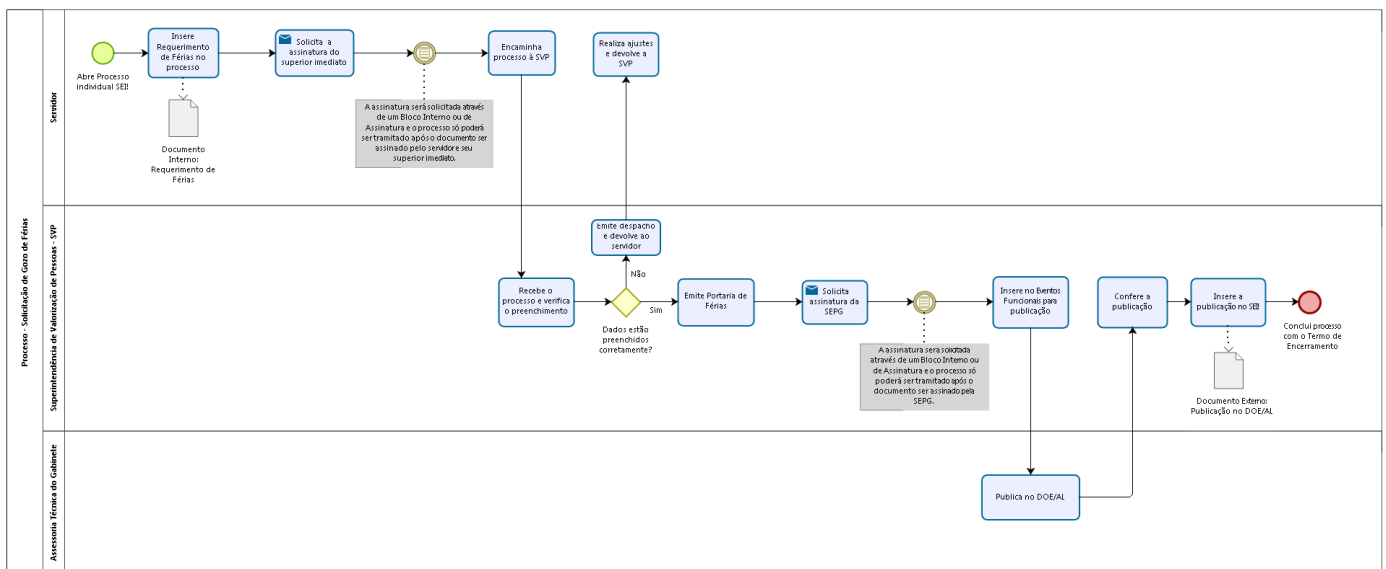 Processo - Solicitação de Gozo de Férias
Servidor
Abre Processo
individual SEI!
Insere
Requerimento
de Férias no
processo
Documento
Interno:
Requerimento de
Férias
Solicita a
assinatura do
superior imediato
A assinatura será solicitada através
de um Bloco Interno ou de
Assinatura e o processo só poderá
ser tramitado após o documento ser
assinado pelo servidor e seu
superior imediato.
Encaminha
processo à SVP
Realiza ajustes
e devolve a
SVP
Superintendência de Valorização de Pessoas - SVP
Recebe o
processo e verifica
o preenchimento
Emite despacho
e devolve ao
servidor
Não
Sim
Dados estão
preenchidos
corretamente?
Emite Portaria de
Férias
Solicita
assinatura da
SEPG
A assinatura será solicitada
através de um Bloco Interno ou
de Assinatura e o processo só
poderá ser tramitado após o
documento ser assinado pela
SEPG.
Insere no Eventos
Funcionais para
publicação
Confere a
publicação
Insere a
publicação no SEI!
Documento Externo:
Publicação no DOE/AL
Conclui processo
com o Termo de
Encerramento
Assessoria Técnica do Gabinete
Publica no DOE/AL